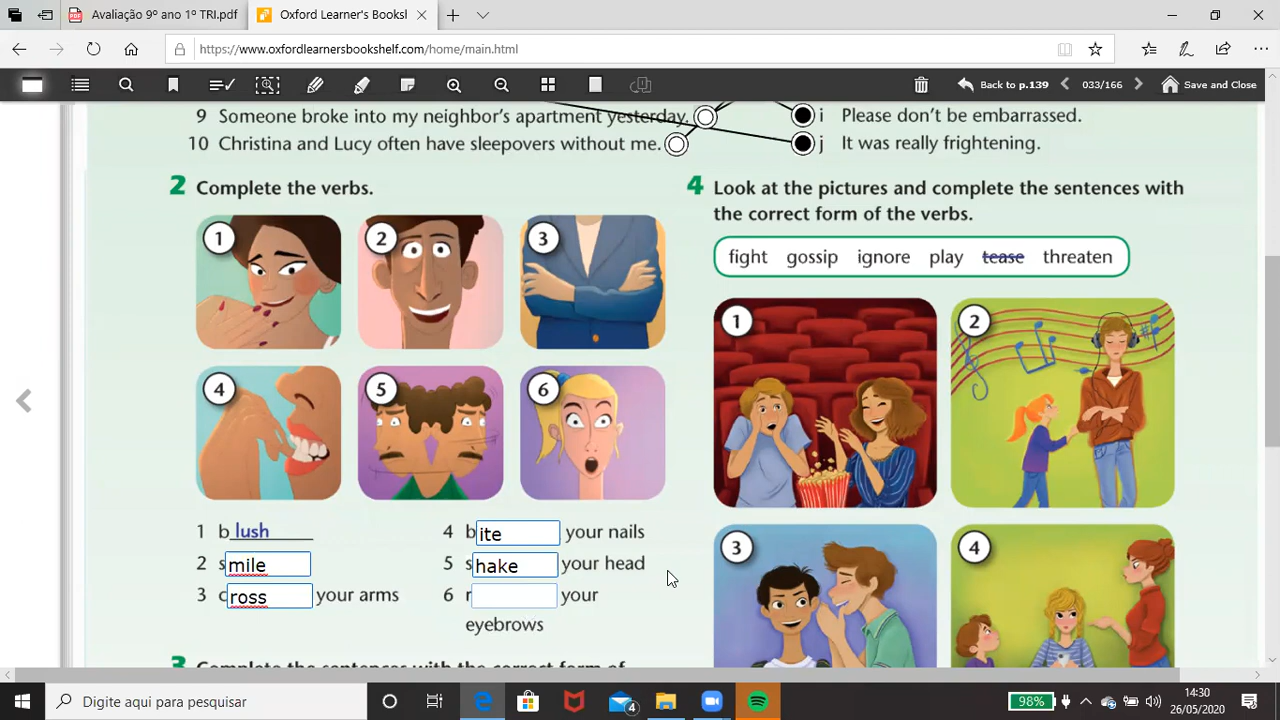 Avaliação 9º ano 1º TRI.pdf
Oxford Learner's Booksl
https://www.oxfordlearnersbookshelf.com/home/main.html
Back to p.139
033/166
Save and Close
9 Someone broke into my neighbor's apartment yesterday.
10 Christina and Lucy often have sleepovers without me.
i Please don't be embarrassed.
j It was really frightening.
2 Complete the verbs.
1
2
3
4
5
6
1 blush
2 smile
3 cross your arms
4 bite your nails
5 shake your head
6 r your
eyebrows
3 Complete the sentences with the correct form of
4 Look at the pictures and complete the sentences with
the correct form of the verbs.
fight gossip ignore play tease threaten
1
2
3
4
Digite aqui para pesquisar
4
98%
14:30
26/05/2020